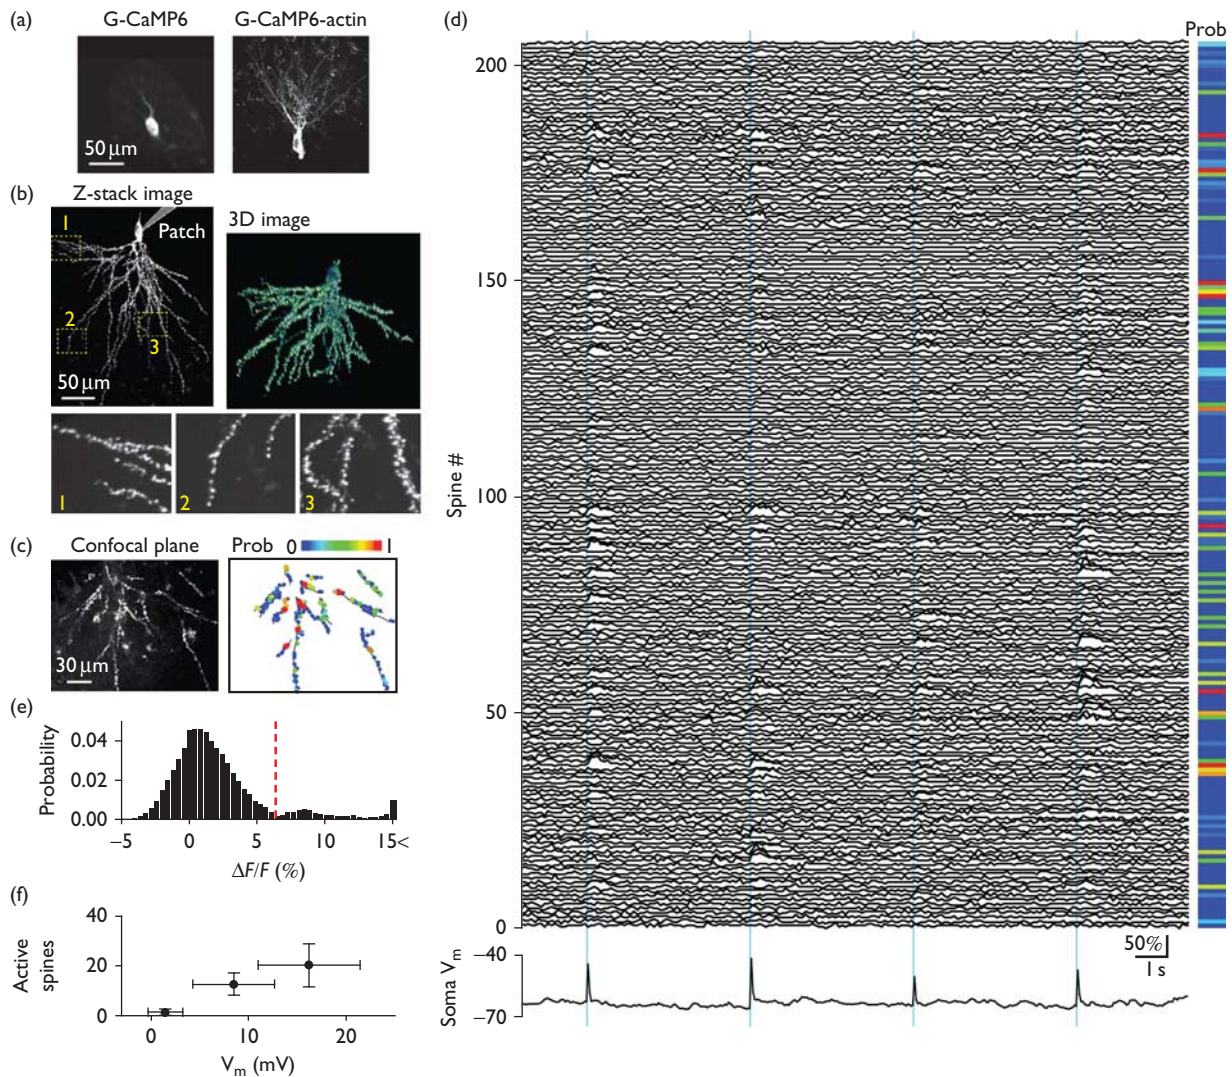 (a)
G-CaMP6
G-CaMP6-actin
50 μm
(b)
Z-stack image
1
Patch
2
3
50 μm
3D image
1
2
3
(c)
Confocal plane
30 μm
Prob 0 1
(e)
Probability
0.04
0.02
0.00
−5 0 5 10 15<
ΔF/F (%)
(f)
Active
spines
40
20
0
0 10 20
Vm (mV)
(d)
Prob
200
150
100
50
0
Spine #
50%
1 s
Soma Vm
−40
−70